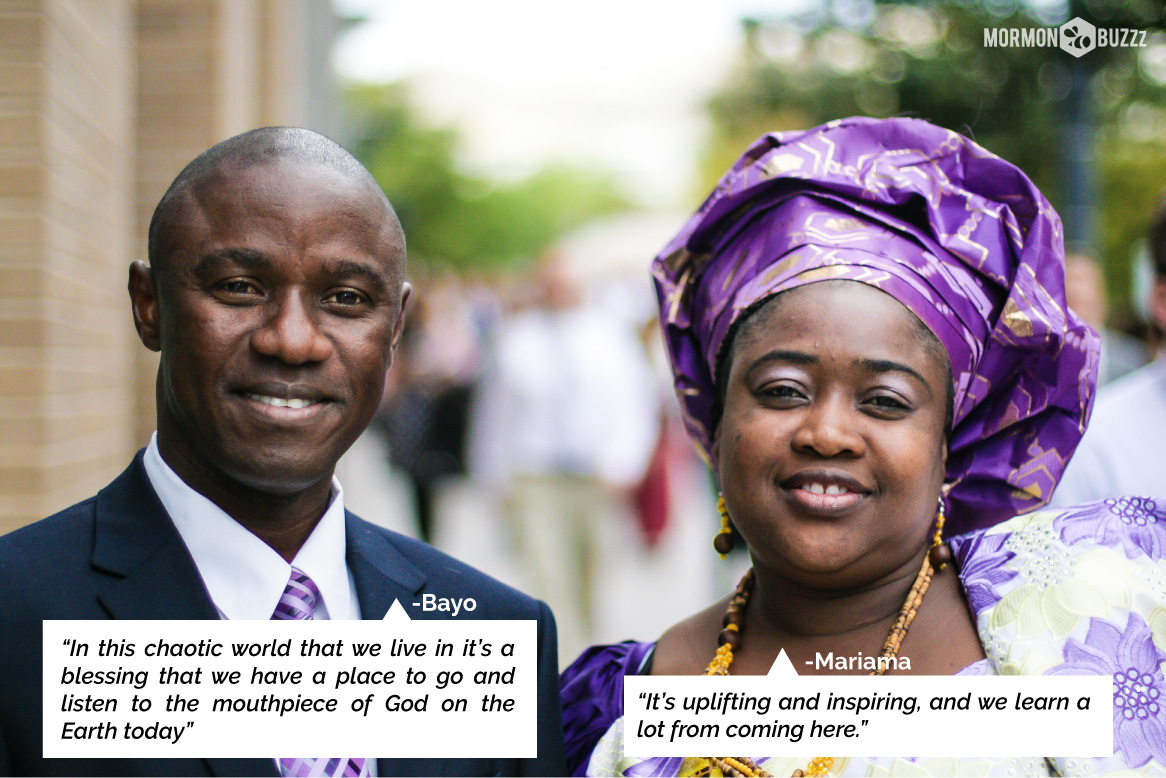 MORMON BUZZZ
-Bayo
“In this chaotic world that we live in it’s a
blessing that we have a place to go and
listen to the mouthpiece of God on the
Earth today”
-Mariama
“It’s uplifting and inspiring, and we learn a
lot from coming here.”